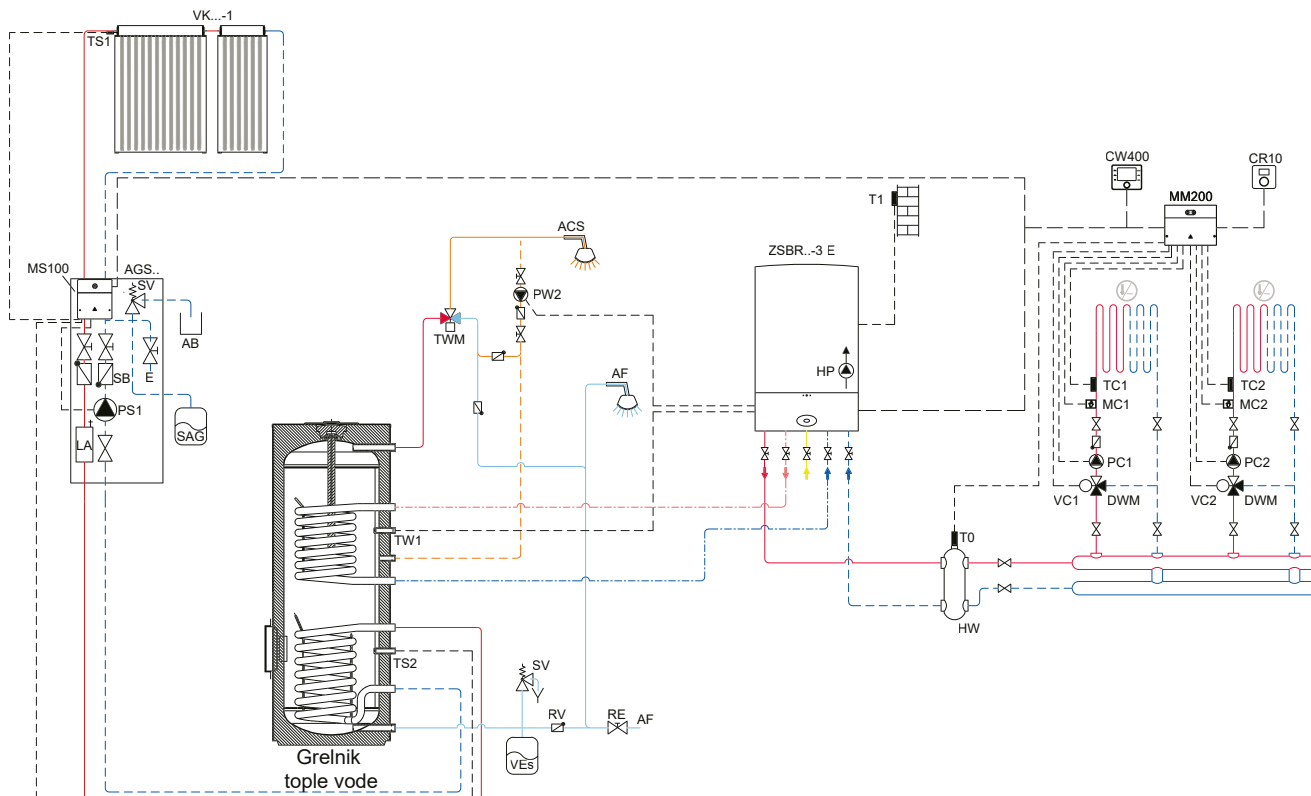 VK...-1
TS1
CW400
CR10
MM200
T1
ACS
ZSBR..-3 E
MS100
AGS..
SV
PW2
AB
TWM
E
SB
HP
AF
TC1
TC2
MC1
MC2
PS1
SAG
LA
PC1
PC2
VC1
DWM
VC2
DWM
TW1
T0
HW
TS2
SV
RV
RE
AF
VEs
Grelnik
tople vode